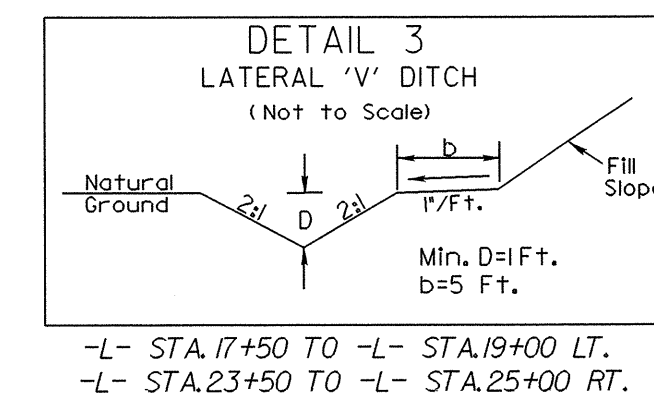 DETAIL 3
LATERAL 'V' DITCH
(Not to Scale)
b
Natural
Ground
2:1
D
2:1
1"/Ft.
Fill
Slope
Min. D=1 Ft.
b=5 Ft.
-L- STA.17+50 TO -L- STA.19+00 LT.
-L- STA.23+50 TO -L- STA.25+00 RT.